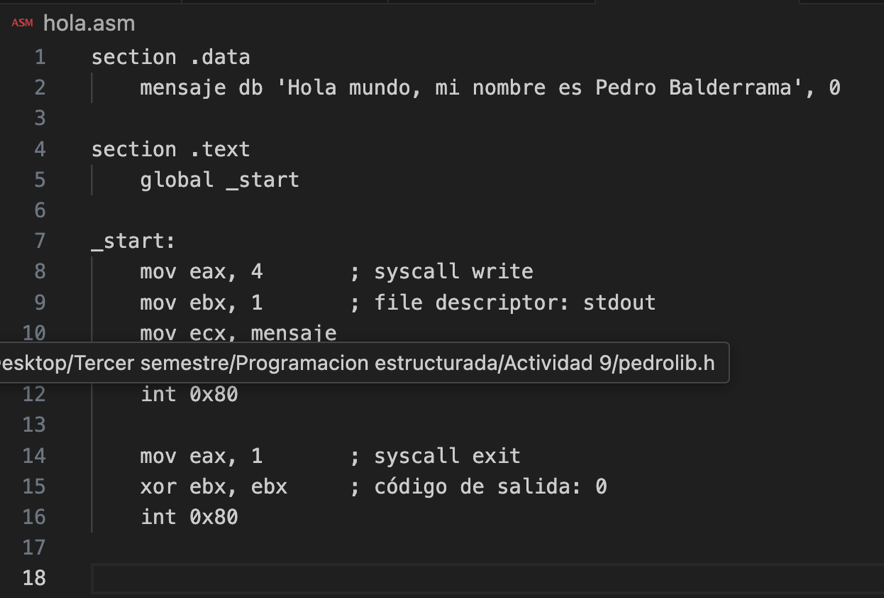 ASM hola.asm
1 section .data
2 mensaje db 'Hola mundo, mi nombre es Pedro Balderrama', 0
3
4 section .text
5 global _start
6
7 _start:
8 mov eax, 4 ; syscall write
9 mov ebx, 1 ; file descriptor: stdout
10 mov ecx, mensaje
esktop/Tercer semestre/Programacion estructurada/Actividad 9/pedrolib.h
12 int 0x80
13
14 mov eax, 1 ; syscall exit
15 xor ebx, ebx ; código de salida: 0
16 int 0x80
17
18